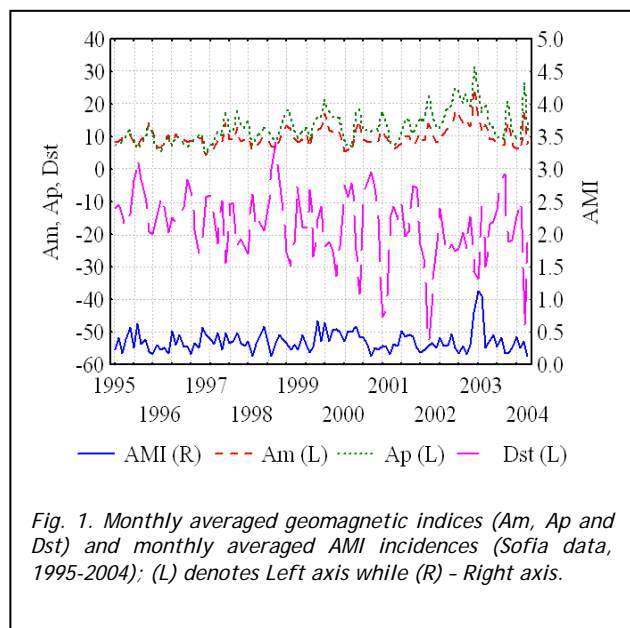 40
30
20
10
0
-10
-20
-30
-40
-50
-60
Am, Ap, Dst
5.0
4.5
4.0
3.5
3.0
2.5
2.0
1.5
1.0
0.5
0.0
AMI
1995 1997 1999 2001 2003
1996 1998 2000 2002 2004
AMI (R) Am (L) Ap (L) Dst (L)
Fig. 1. Monthly averaged geomagnetic indices (Am, Ap and
Dst) and monthly averaged AMI incidences (Sofia data,
1995-2004); (L) denotes Left axis while (R) – Right axis.